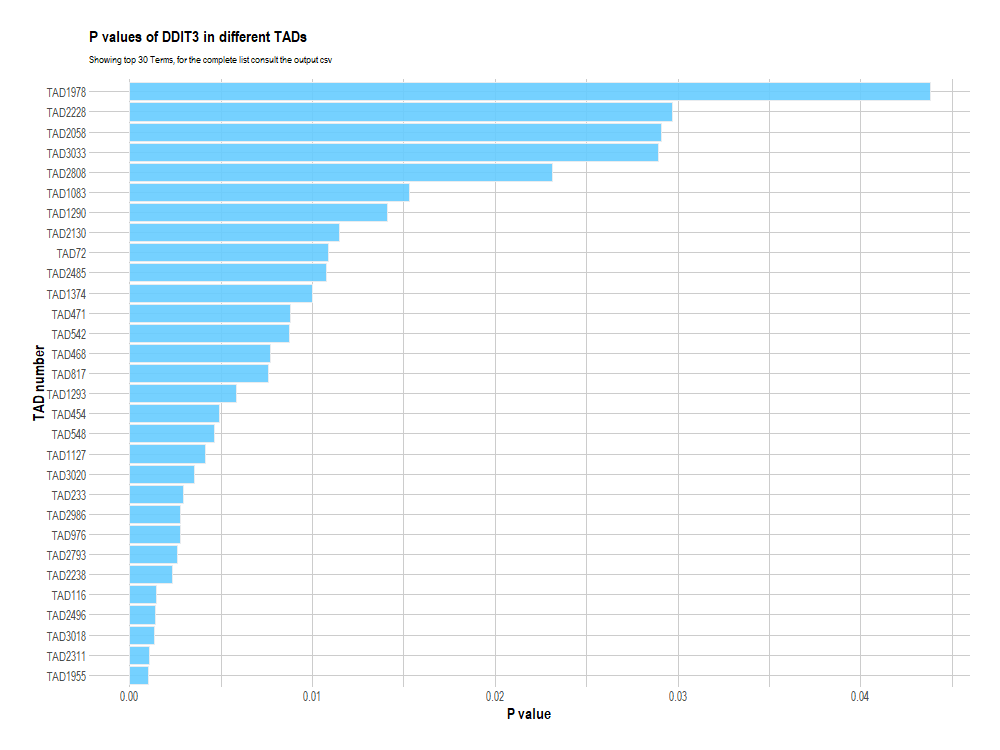 P values of DDIT3 in different TADs
Showing top 30 Terms, for the complete list consult the output csv
TAD number
TAD1978
TAD2228
TAD2058
TAD3033
TAD2808
TAD1083
TAD1290
TAD2130
TAD72
TAD2485
TAD1374
TAD471
TAD542
TAD468
TAD817
TAD1293
TAD454
TAD548
TAD1127
TAD3020
TAD233
TAD2986
TAD976
TAD2793
TAD2238
TAD116
TAD2496
TAD3018
TAD2311
TAD1955
0.00 0.01 0.02 0.03 0.04
P value